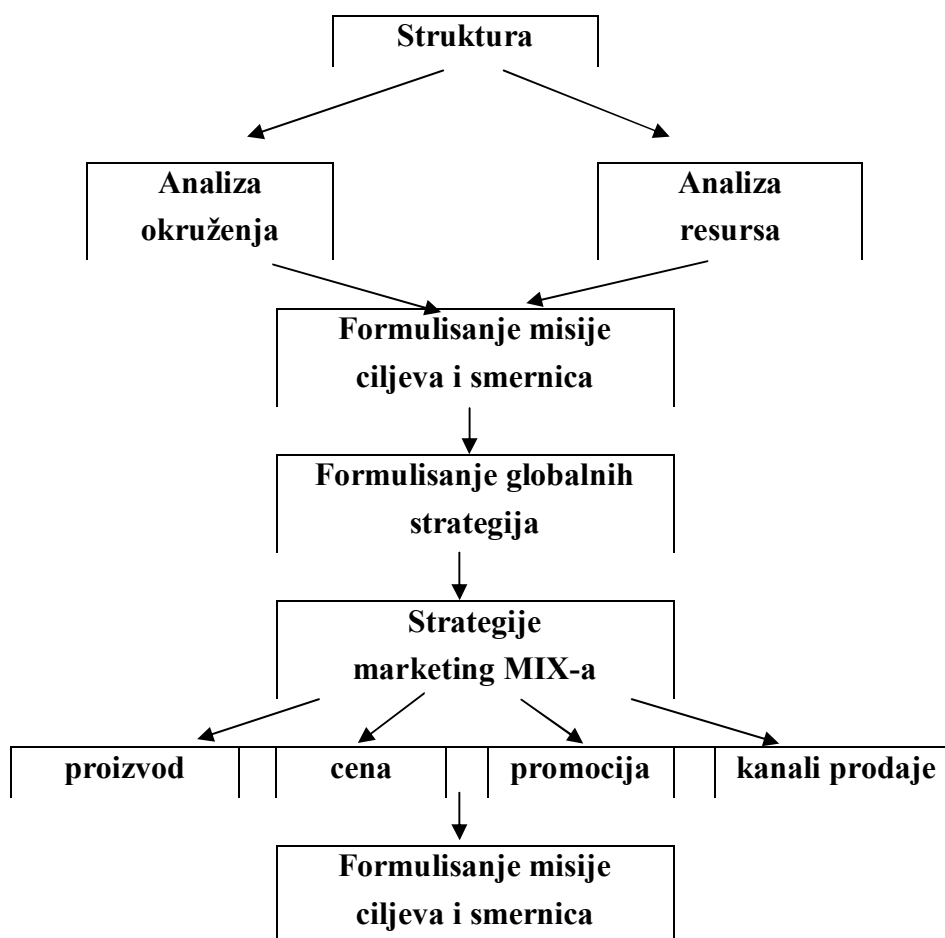 Struktura
Analiza
okruženja
Analiza
resursa
Formulisanje misije
ciljeva i smernica
Formulisanje globalnih
strategija
Strategije
marketing MIX-a
proizvod
cena
promocija
kanali prodaje
Formulisanje misije
ciljeva i smernica